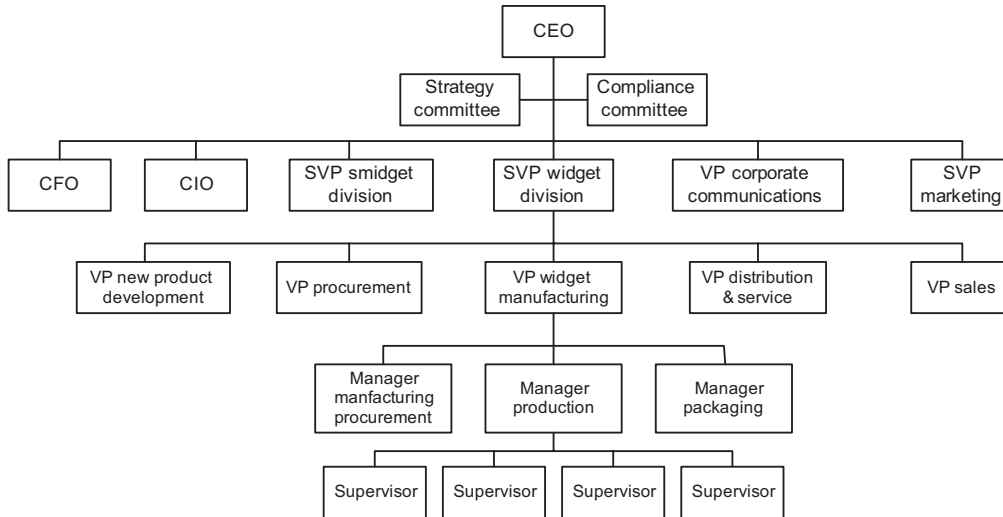 CEO
Strategy
committee
Compliance
committee
CFO
CIO
SVP smidget
division
SVP widget
division
VP corporate
communications
SVP
marketing
VP new product
development
VP procurement
VP widget
manufacturing
VP distribution
& service
VP sales
Manager
manfacturing
procurement
Manager
production
Manager
packaging
Supervisor
Supervisor
Supervisor
Supervisor